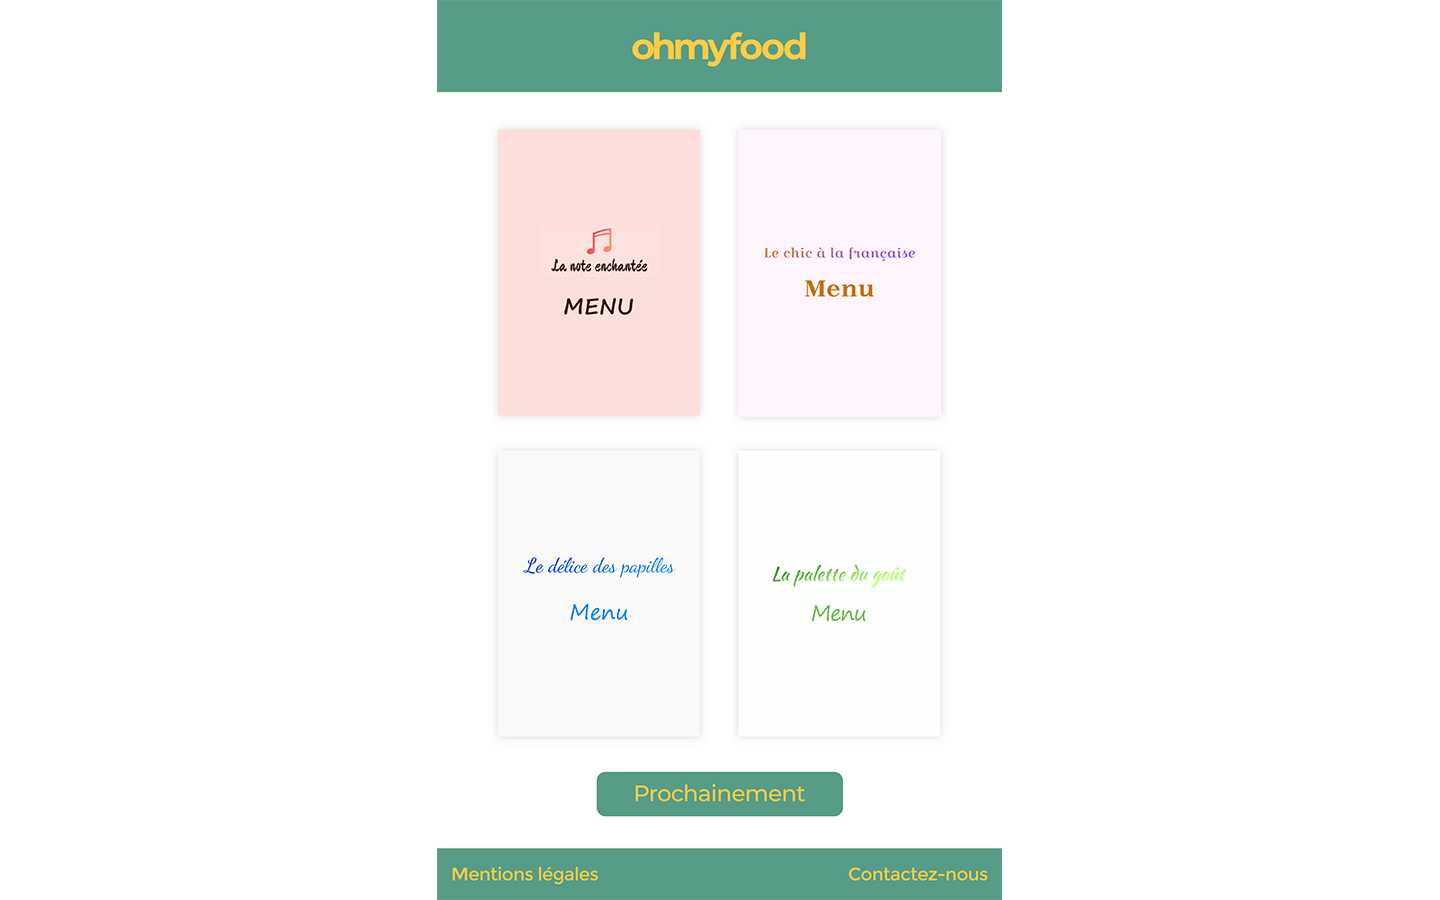 ohmyfood
La note enchantée
MENU
Le chic à la française
Menu
Le délice des papilles
Menu
La palette du goût
Menu
Prochainement
Mentions légales
Contactez-nous